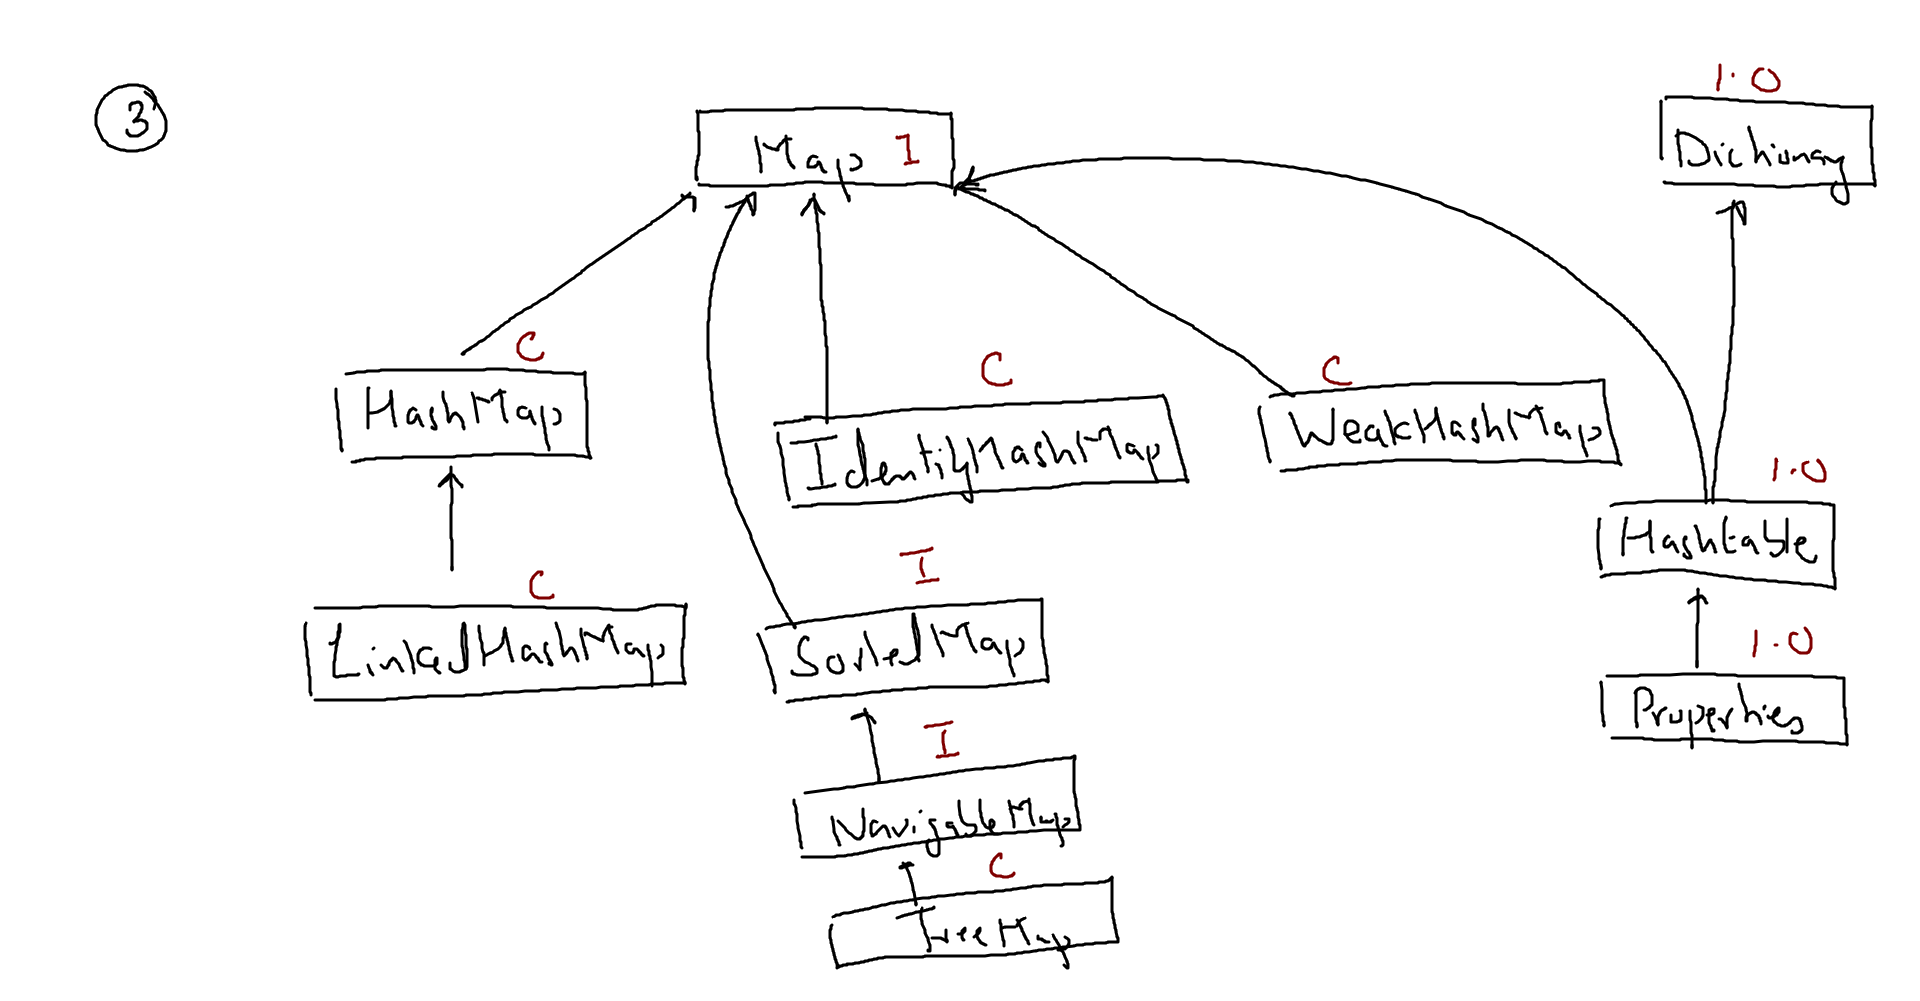 1.0
3
Map I
Dictionary
C
HashMap
C
IdentityHashMap
C
WeakHashMap
1.0
Hashtable
C
LinkedHashMap
I
SortedMap
1.0
Properties
I
NavigableMap
C
TreeMap